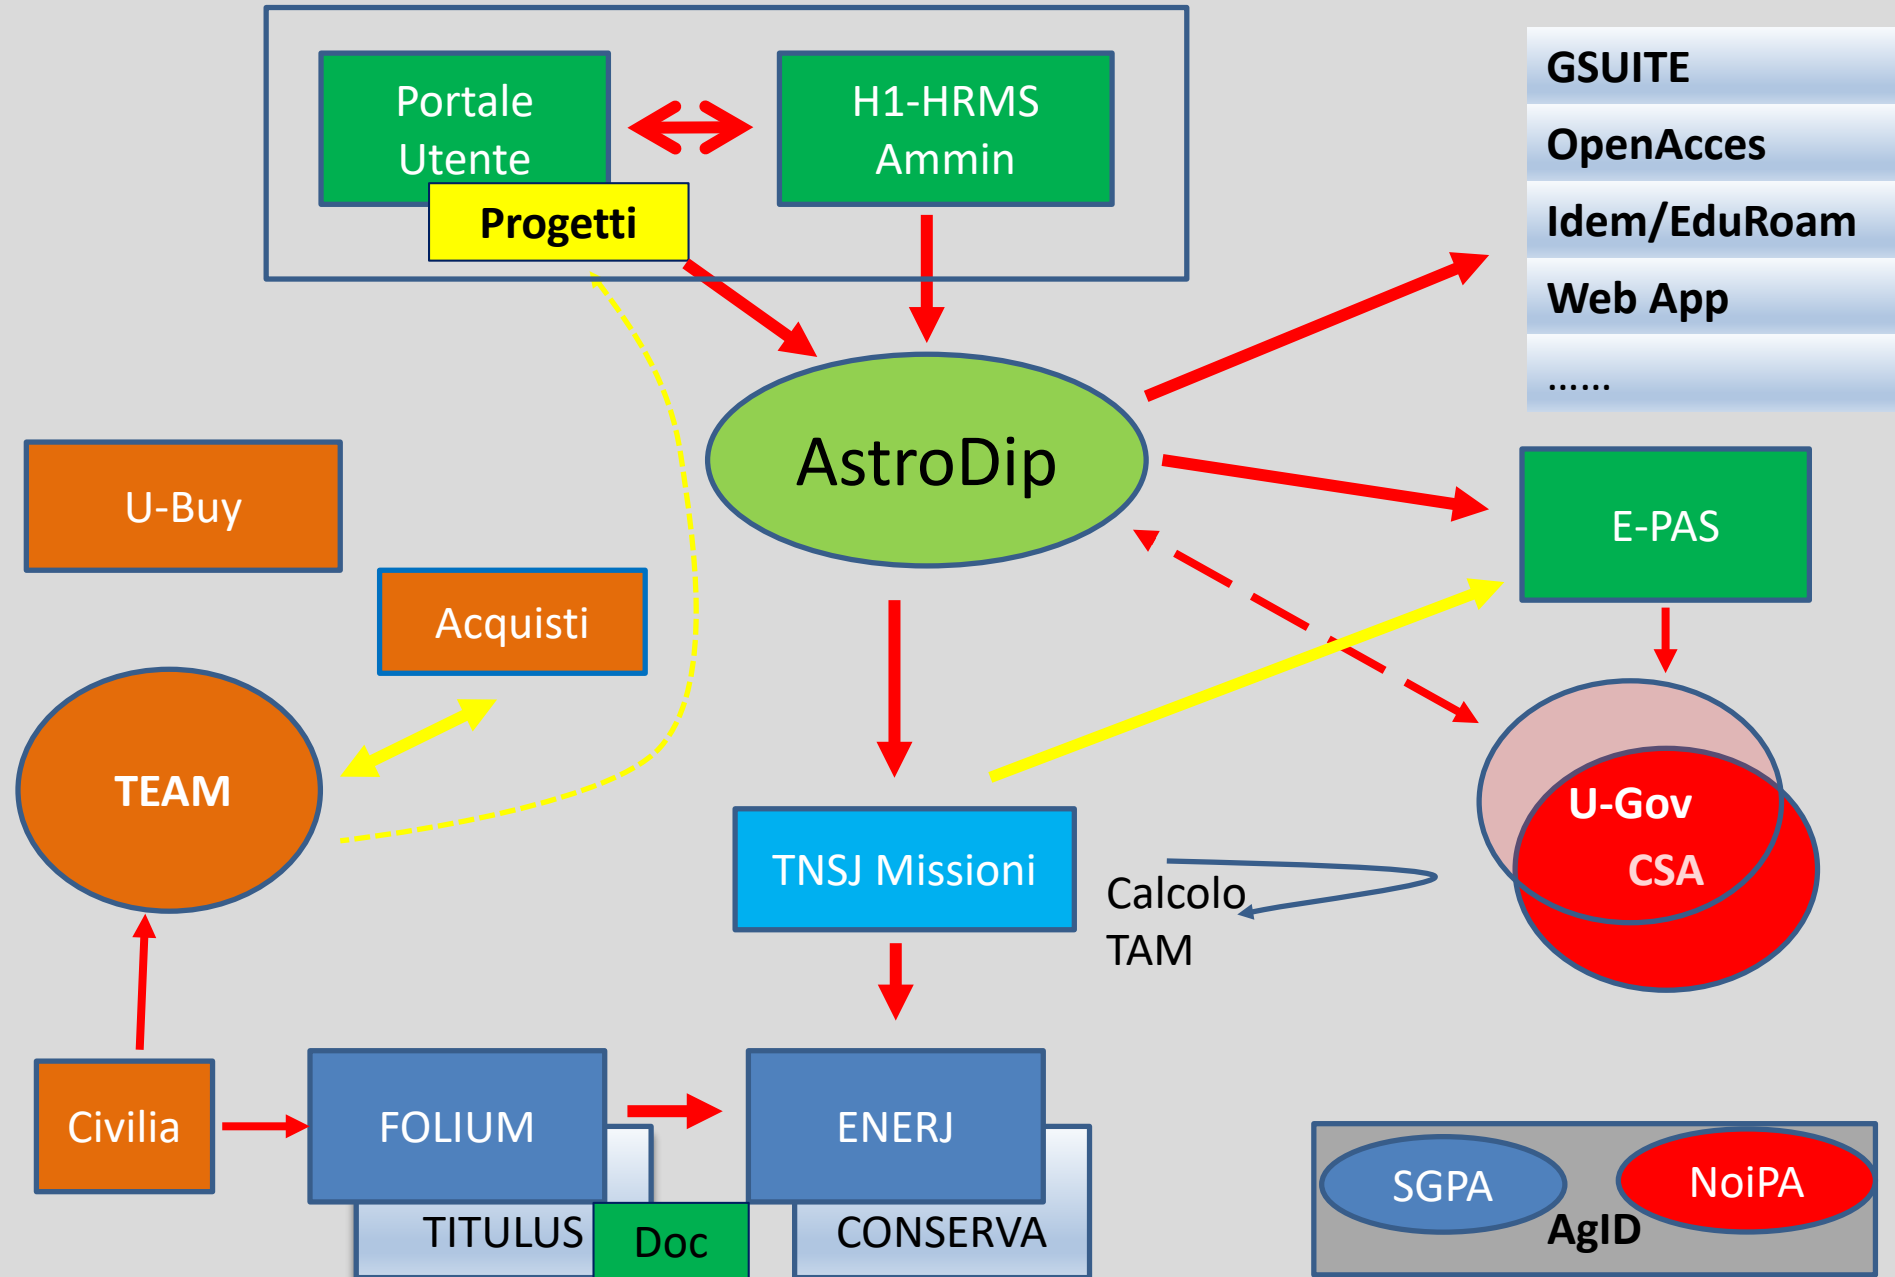 Portale
Utente
Progetti
H1-HRMS
Ammin
GSUITE
OpenAcces
Idem/EduRoam
Web App
......
AstroDip
U-Buy
Acquisti
E-PAS
TEAM
TNSJ Missioni
Calcolo
TAM
U-Gov
CSA
Civilia
FOLIUM
ENERJ
TITULUS
Doc
CONSERVA
SGPA
NoiPA
AgID